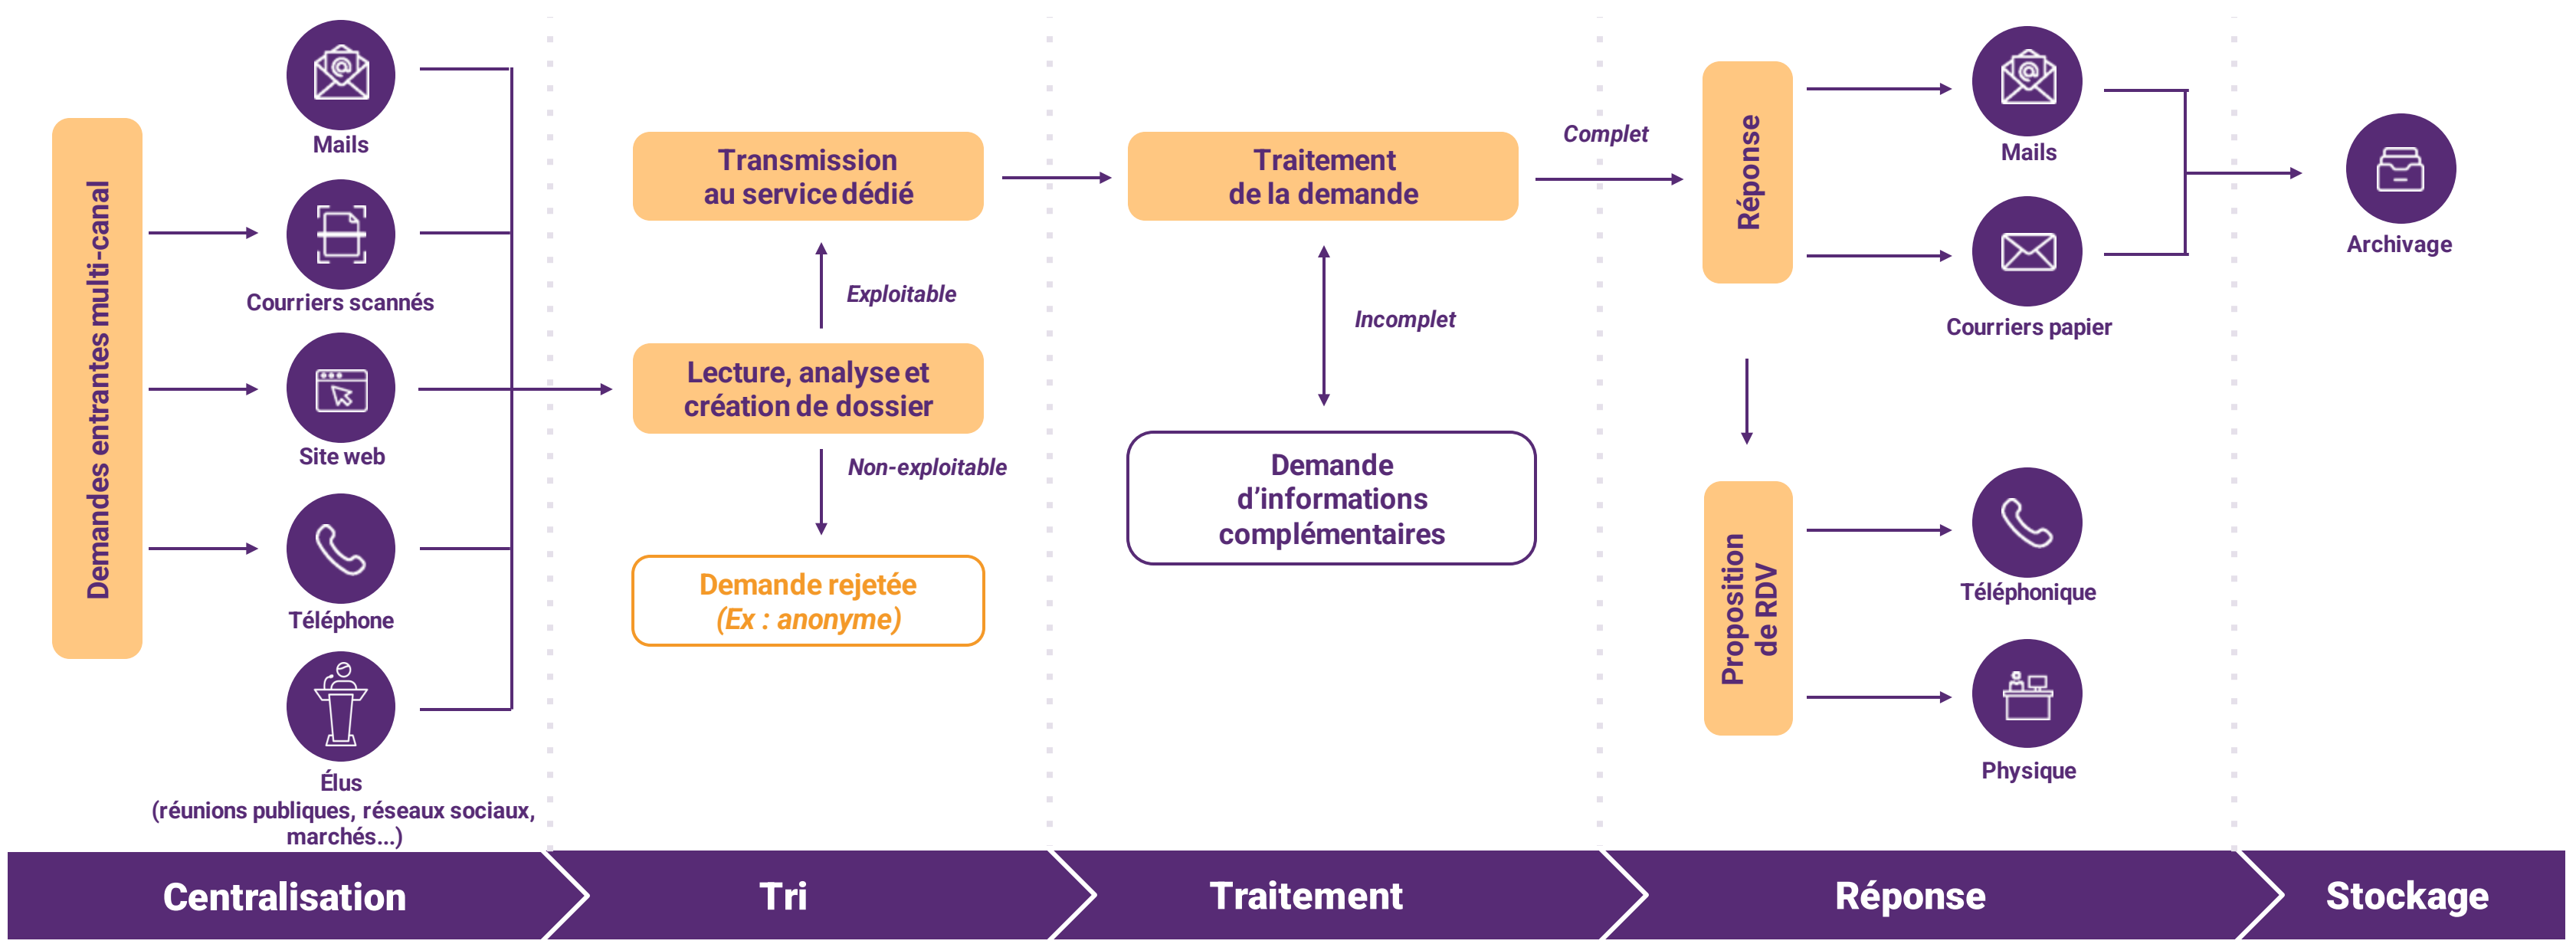 Demandes entrantes multi-canal
Mails
Courriers scannés
Site web
Téléphone
Élus
(réunions publiques, réseaux sociaux,
marchés...)
Transmission
au service dédié
Exploitable
Lecture, analyse et
création de dossier
Non-exploitable
Demande rejetée
(Ex : anonyme)
Traitement
de la demande
Incomplet
Demande
d’informations
complémentaires
Complet
Réponse
Mails
Courriers papier
Proposition
de RDV
Téléphonique
Physique
Archivage
Centralisation
Tri
Traitement
Réponse
Stockage